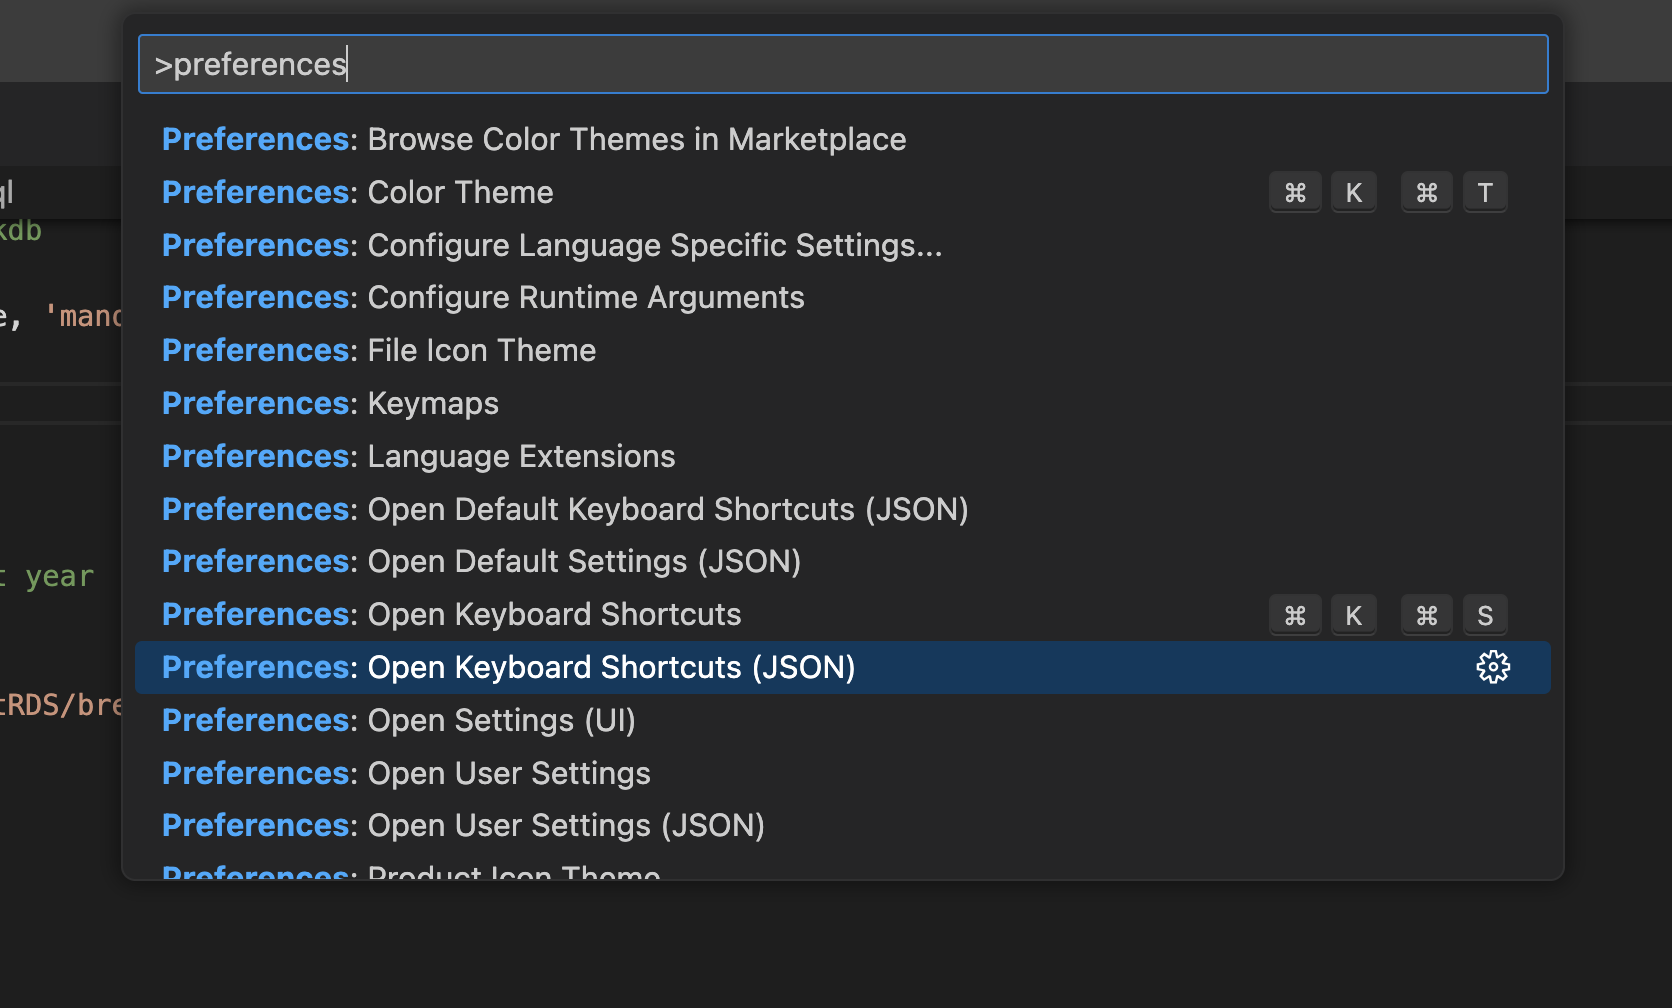 >preferences
Preferences: Browse Color Themes in Marketplace
Preferences: Color Theme ⌘ K ⌘ T
Preferences: Configure Language Specific Settings...
Preferences: Configure Runtime Arguments
Preferences: File Icon Theme
Preferences: Keymaps
Preferences: Language Extensions
Preferences: Open Default Keyboard Shortcuts (JSON)
Preferences: Open Default Settings (JSON)
Preferences: Open Keyboard Shortcuts ⌘ K ⌘ S
Preferences: Open Keyboard Shortcuts (JSON)
Preferences: Open Settings (UI)
Preferences: Open User Settings
Preferences: Open User Settings (JSON)
Preferences: Product Icon Theme
ql
kdb
e, 'mand
t year
tRDS/bre